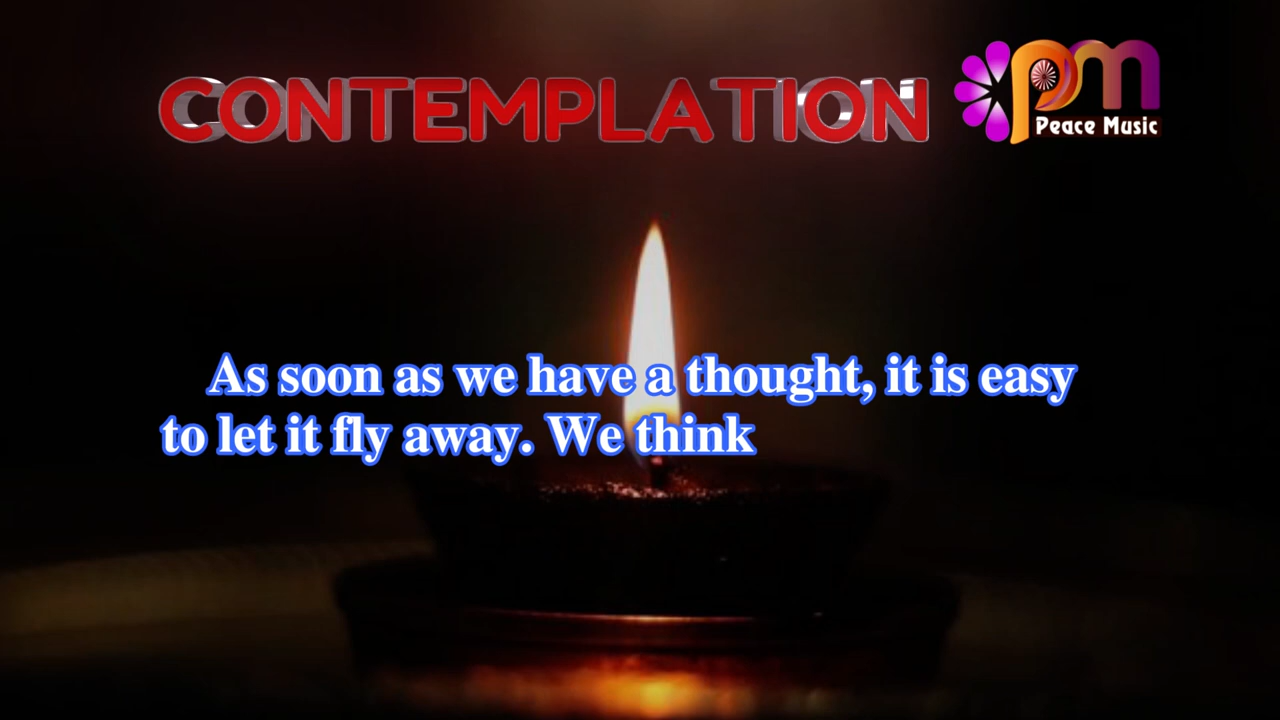 CONTEMPLATION
pm
Peace Music
As soon as we have a thought, it is easy
to let it fly away. We think